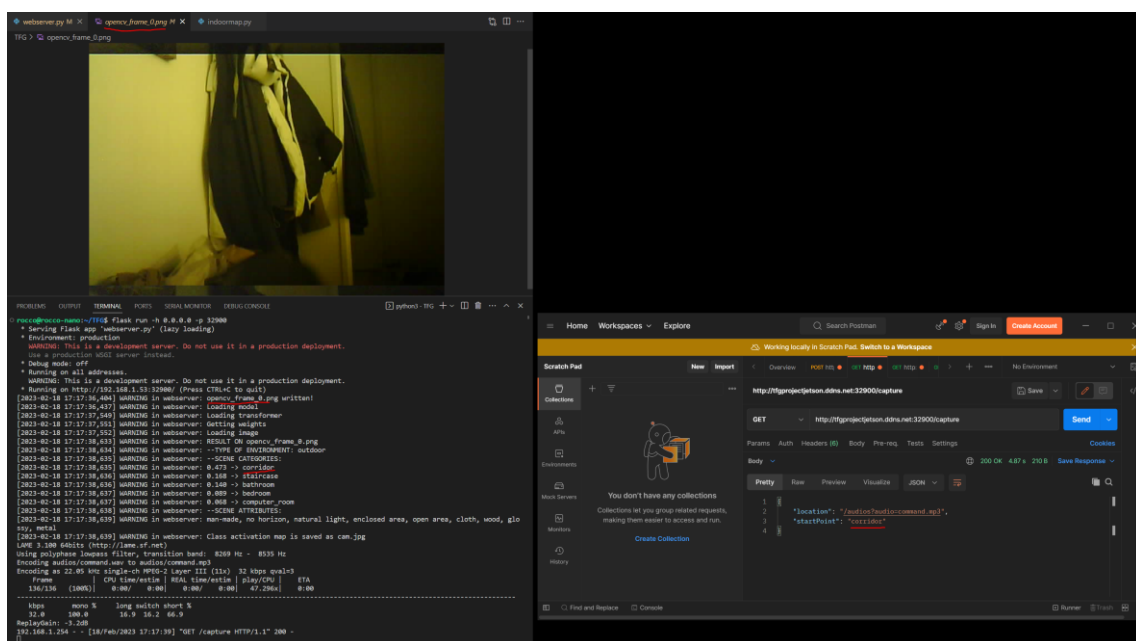 webserver.py M
opencv_frame_0.png M
indoormap.py
TFG > opencv_frame_0.png
PROBLEMS OUTPUT TERMINAL PORTS SERIAL MONITOR DEBUG CONSOLE
python3 - TFG
rocco@rocco-nano:~/TFG$ flask run -h 0.0.0.0 -p 32900
* Serving Flask app 'webserver.py' (lazy loading)
* Environment: production
WARNING: This is a development server. Do not use it in a production deployment.
Use a production WSGI server instead.
* Debug mode: off
* Running on all addresses.
WARNING: This is a development server. Do not use it in a production deployment.
* Running on http://192.168.1.53:32900/ (Press CTRL+C to quit)
[2023-02-18 17:17:36,404] WARNING in webserver: opencv_frame_0.png written!
[2023-02-18 17:17:36,437] WARNING in webserver: Loading model
[2023-02-18 17:17:37,549] WARNING in webserver: Loading transformer
[2023-02-18 17:17:37,551] WARNING in webserver: Getting weights
[2023-02-18 17:17:37,552] WARNING in webserver: Loading image
[2023-02-18 17:17:38,633] WARNING in webserver: RESULT ON opencv_frame_0.png
[2023-02-18 17:17:38,634] WARNING in webserver: --TYPE OF ENVIRONMENT: outdoor
[2023-02-18 17:17:38,634] WARNING in webserver: --SCENE CATEGORIES:
[2023-02-18 17:17:38,635] WARNING in webserver: 0.473 -> corridor
[2023-02-18 17:17:38,636] WARNING in webserver: 0.168 -> staircase
[2023-02-18 17:17:38,636] WARNING in webserver: 0.140 -> bathroom
[2023-02-18 17:17:38,637] WARNING in webserver: 0.089 -> bedroom
[2023-02-18 17:17:38,637] WARNING in webserver: 0.068 -> computer_room
[2023-02-18 17:17:38,638] WARNING in webserver: --SCENE ATTRIBUTES:
[2023-02-18 17:17:38,639] WARNING in webserver: man-made, no horizon, natural light, enclosed area, open area, cloth, wood, glo
ssy, metal
[2023-02-18 17:17:38,639] WARNING in webserver: Class activation map is saved as cam.jpg
LAME 3.100 64bits (http://lame.sf.net)
Using polyphase lowpass filter, transition band: 8269 Hz - 8535 Hz
Encoding audios/command.wav to audios/command.mp3
Encoding as 22.05 kHz single-ch MPEG-2 Layer III (11x) 32 kbps qval=3
Frame | CPU time/estim | REAL time/estim | play/CPU | ETA
136/136 (100%)| 0:00/ 0:00| 0:00/ 0:00| 47.296x| 0:00
kbps mono % long switch short %
32.0 100.0 16.9 16.2 66.9
ReplayGain: -3.2dB
192.168.1.254 - - [18/Feb/2023 17:17:39] "GET /capture HTTP/1.1" 200 -
Home Workspaces Explore
Search Postman
Sign In
Create Account
Working locally in Scratch Pad. Switch to a Workspace
Scratch Pad
New
Import
Overview
POST htt
GET http
GET http
No Environment
Collections
APIs
Environments
Mock Servers
Monitors
History
You don't have any collections
Collections let you group related requests,
making them easier to access and run.
Create Collection
http://tfgprojectjetson.ddns.net:32900/capture
Save
GET
http://tfgprojectjetson.ddns.net:32900/capture
Send
Params Auth Headers (6) Body Pre-req. Tests Settings
Cookies
Body
200 OK 4.87 s 210 B Save Response
Pretty Raw Preview Visualize JSON
1 {
2 "location": "/audios?audio=command.mp3",
3 "startPoint": "corridor"
4 }
Find and Replace
Console
Runner
Trash